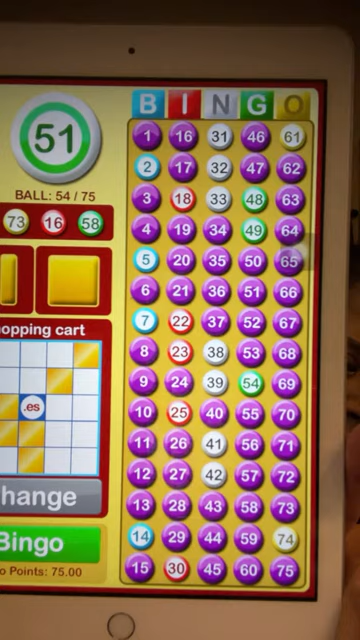 B I N G O
51
BALL: 54 / 75
73 16 58
1 16 31 46 61
2 17 32 47 62
3 18 33 48 63
4 19 34 49 64
5 20 35 50 65
6 21 36 51 66
7 22 37 52 67
8 23 38 53 68
9 24 39 54 69
10 25 40 55 70
11 26 41 56 71
12 27 42 57 72
13 28 43 58 73
14 29 44 59 74
15 30 45 60 75
hopping cart
.es
hange
Bingo
o Points: 75.00